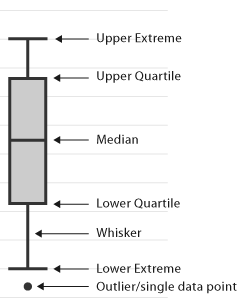 Upper Extreme
Upper Quartile
Median
Lower Quartile
Whisker
Lower Extreme
Outlier/single data point